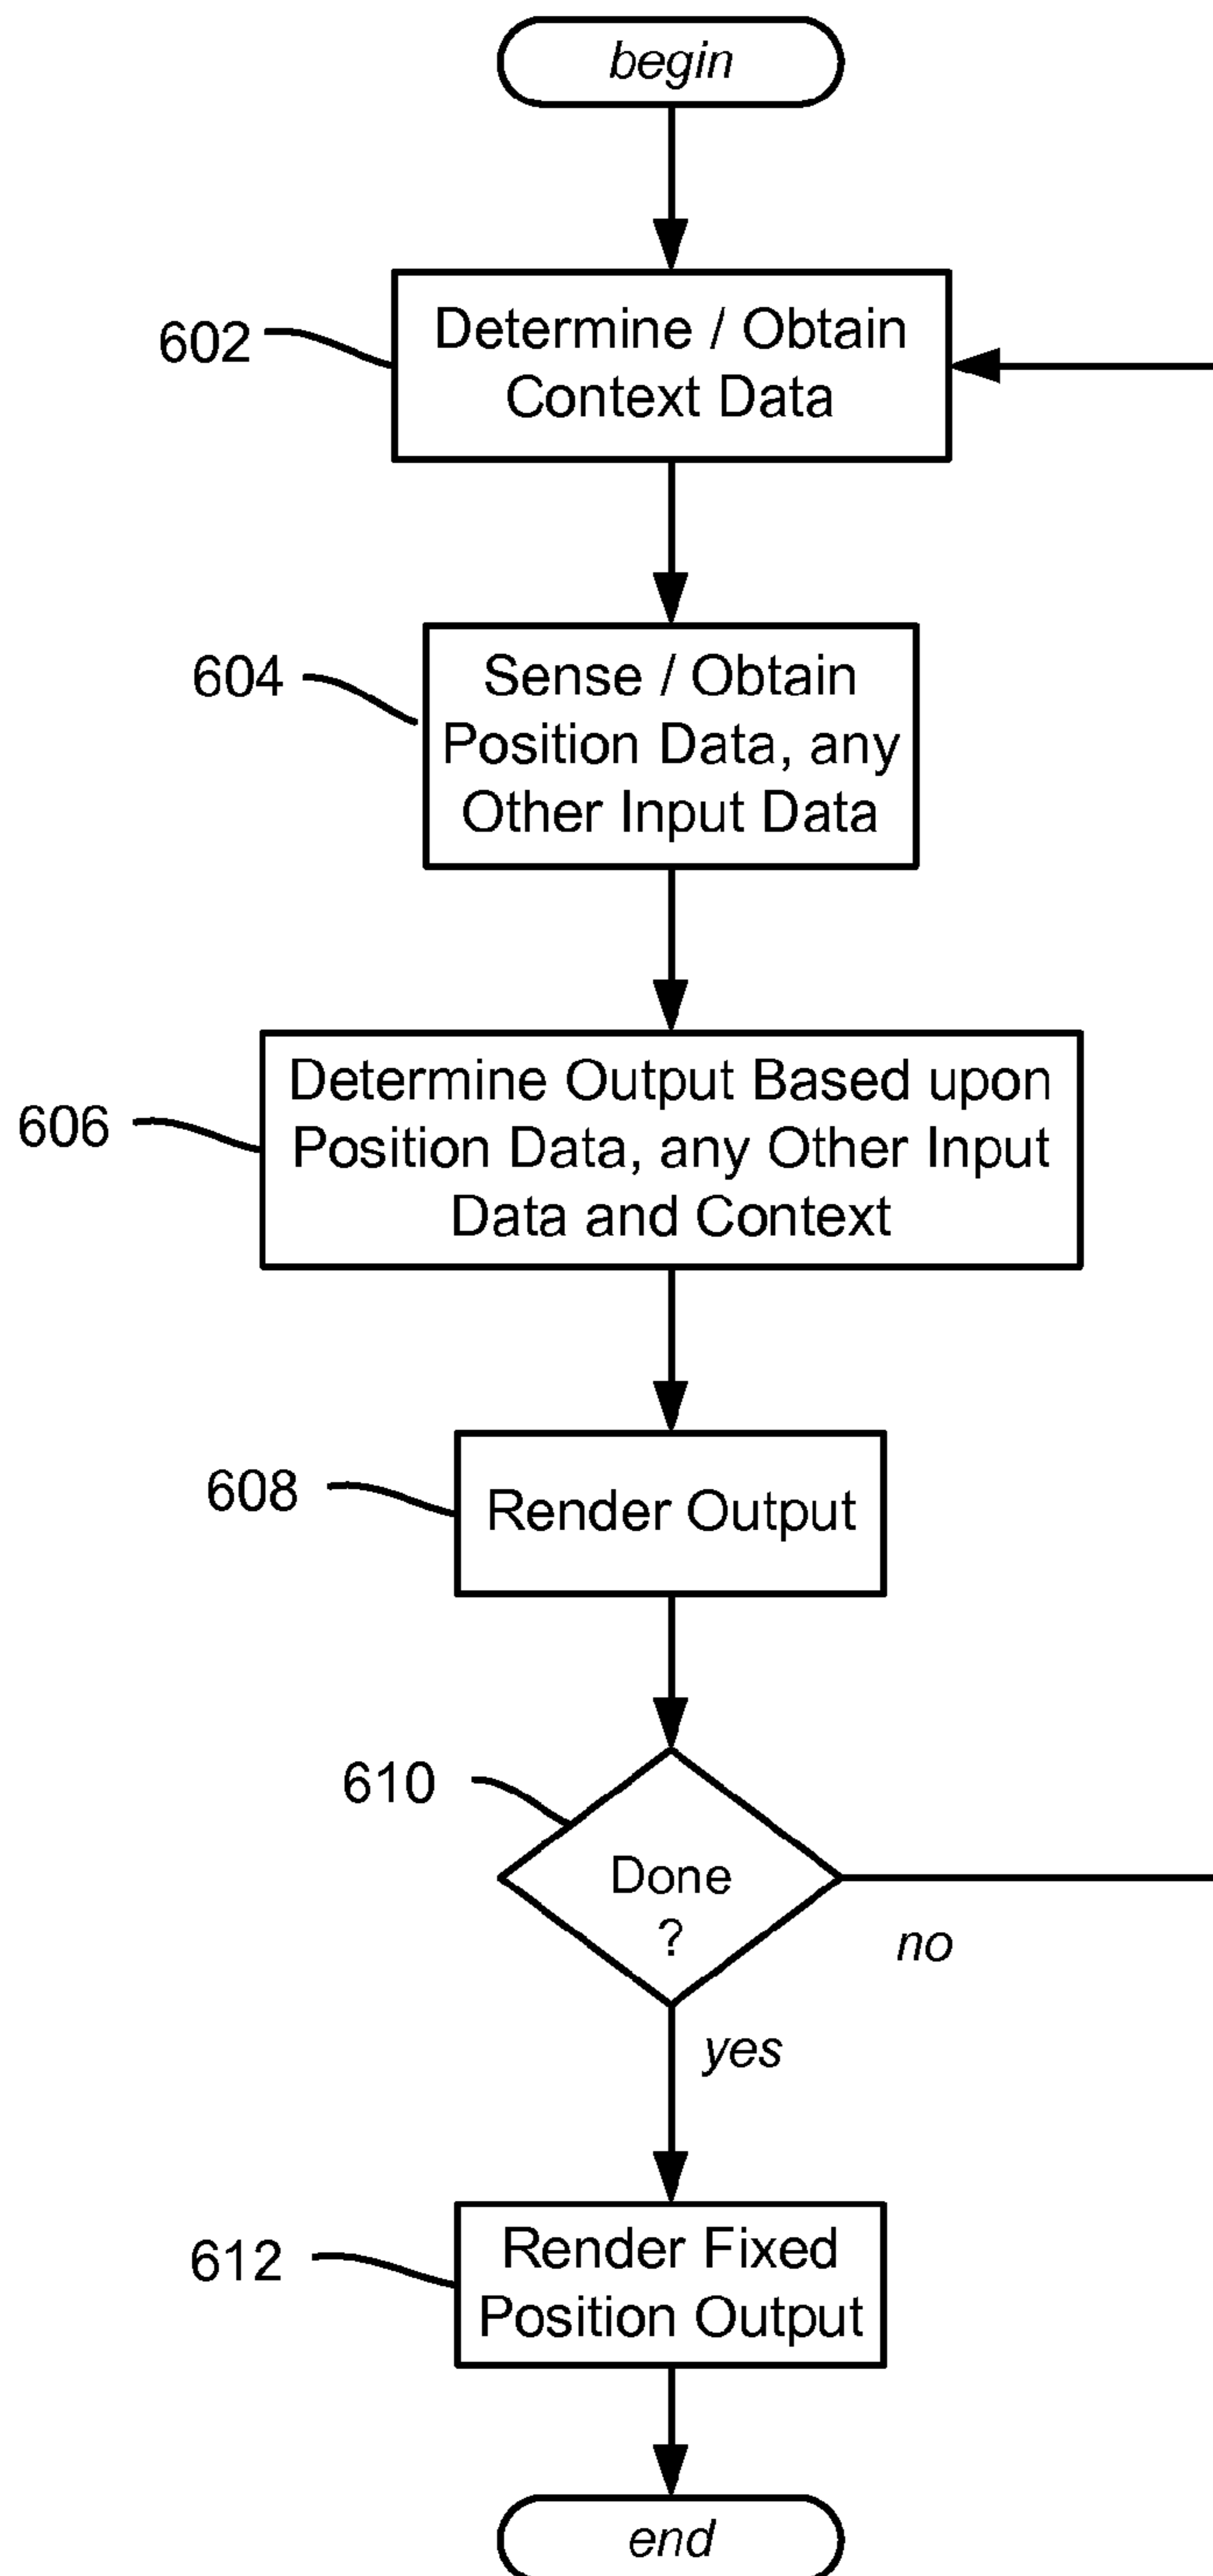 begin
602
Determine / Obtain
Context Data
604
Sense / Obtain
Position Data, any
Other Input Data
606
Determine Output Based upon
Position Data, any Other Input
Data and Context
608
Render Output
610
Done
?
no
yes
612
Render Fixed
Position Output
end